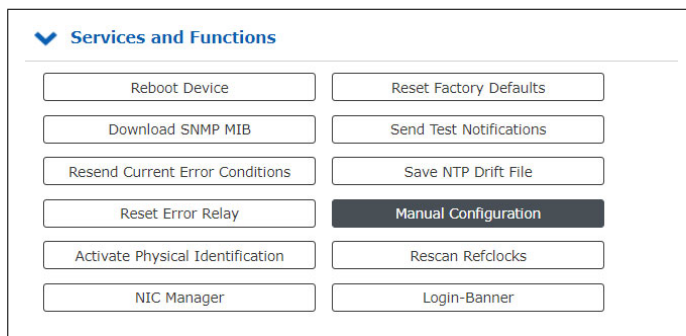 Services and Functions
Reboot Device
Reset Factory Defaults
Download SNMP MIB
Send Test Notifications
Resend Current Error Conditions
Save NTP Drift File
Reset Error Relay
Manual Configuration
Activate Physical Identification
Rescan Refclocks
NIC Manager
Login-Banner